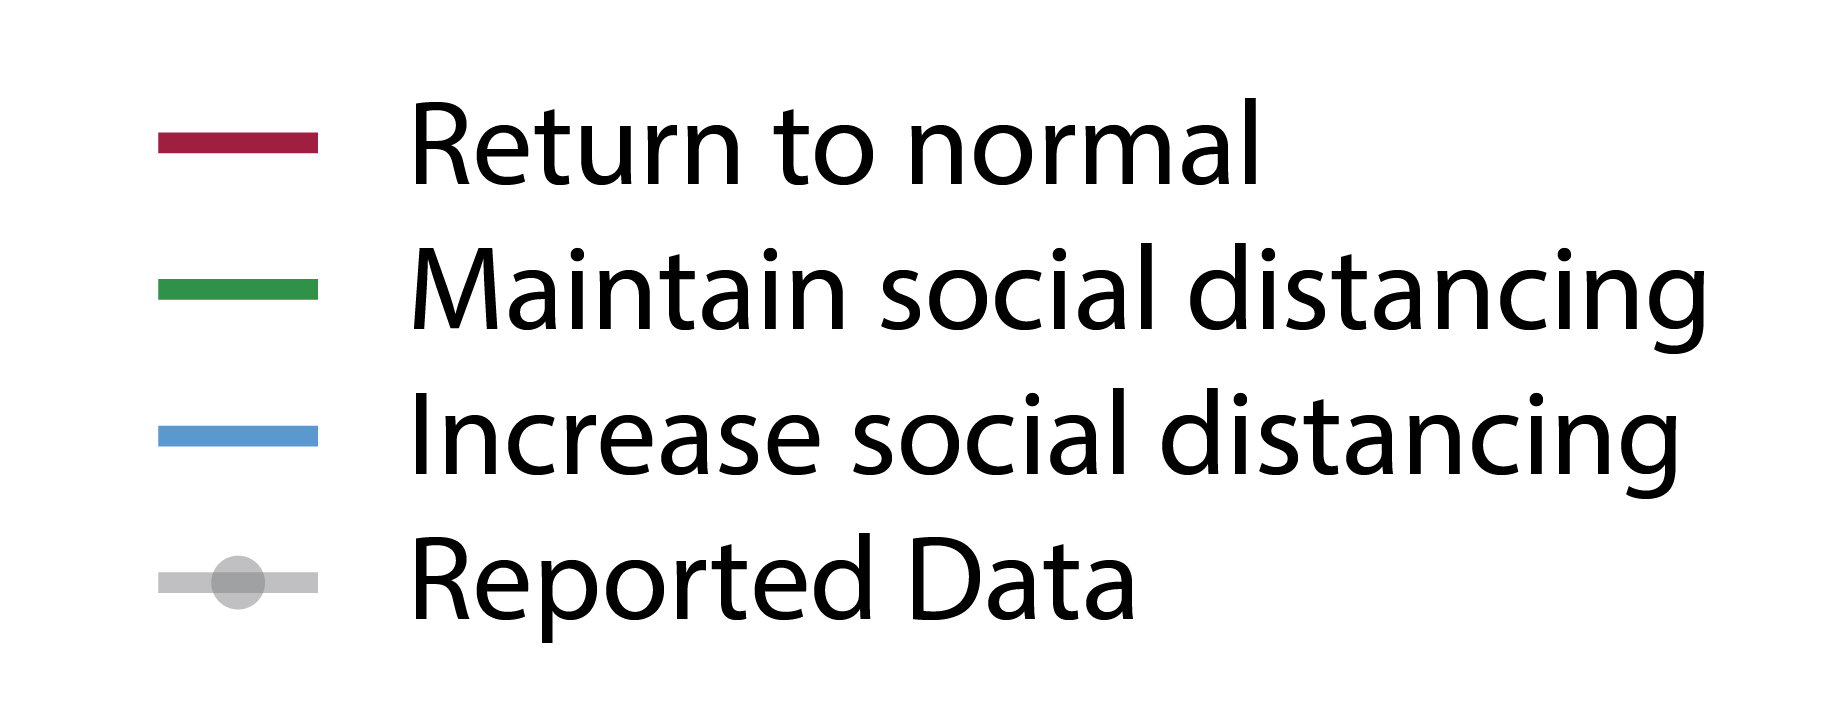 Return to normal
Maintain social distancing
Increase social distancing
Reported Data